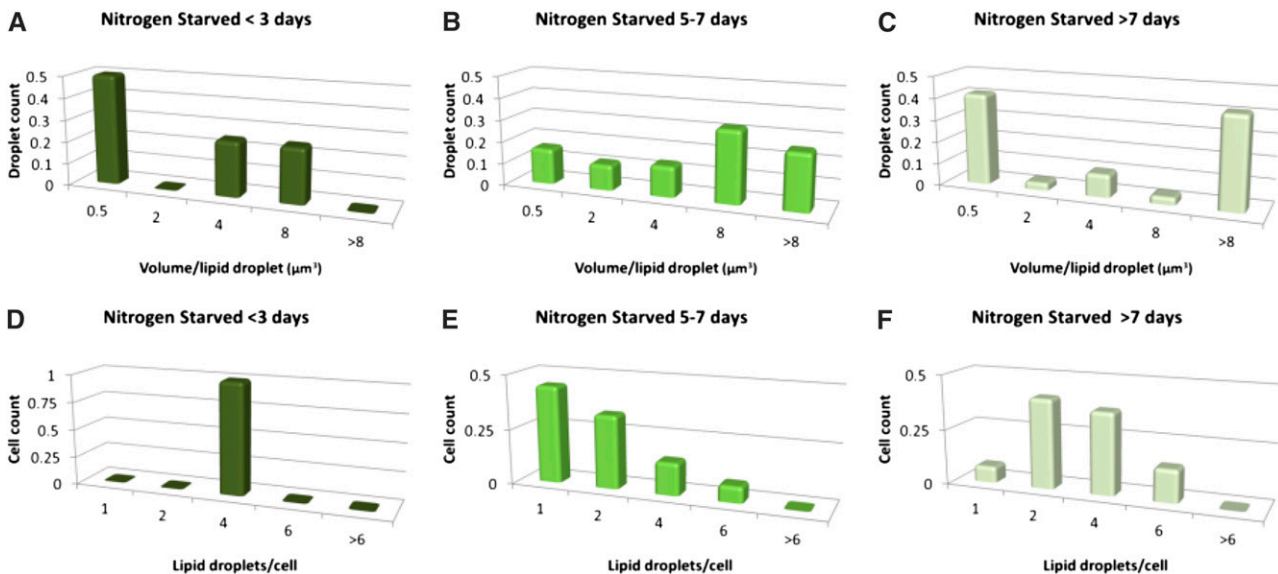 A
Nitrogen Starved < 3 days
Droplet count
0.5
0.4
0.3
0.2
0.1
0
0.5
2
4
8
>8
Volume/lipid droplet (µm³)
B
Nitrogen Starved 5-7 days
Droplet count
0.5
0.4
0.3
0.2
0.1
0
0.5
2
4
8
>8
Volume/lipid droplet (µm³)
C
Nitrogen Starved >7 days
Droplet count
0.5
0.4
0.3
0.2
0.1
0
0.5
2
4
8
>8
Volume/lipid droplet (µm³)
D
Nitrogen Starved <3 days
Cell count
1
0.75
0.5
0.25
0
1
2
4
6
>6
Lipid droplets/cell
E
Nitrogen Starved 5-7 days
Cell count
0.5
0.25
0
1
2
4
6
>6
Lipid droplets/cell
F
Nitrogen Starved >7 days
Cell count
0.5
0.25
0
1
2
4
6
>6
Lipid droplets/cell